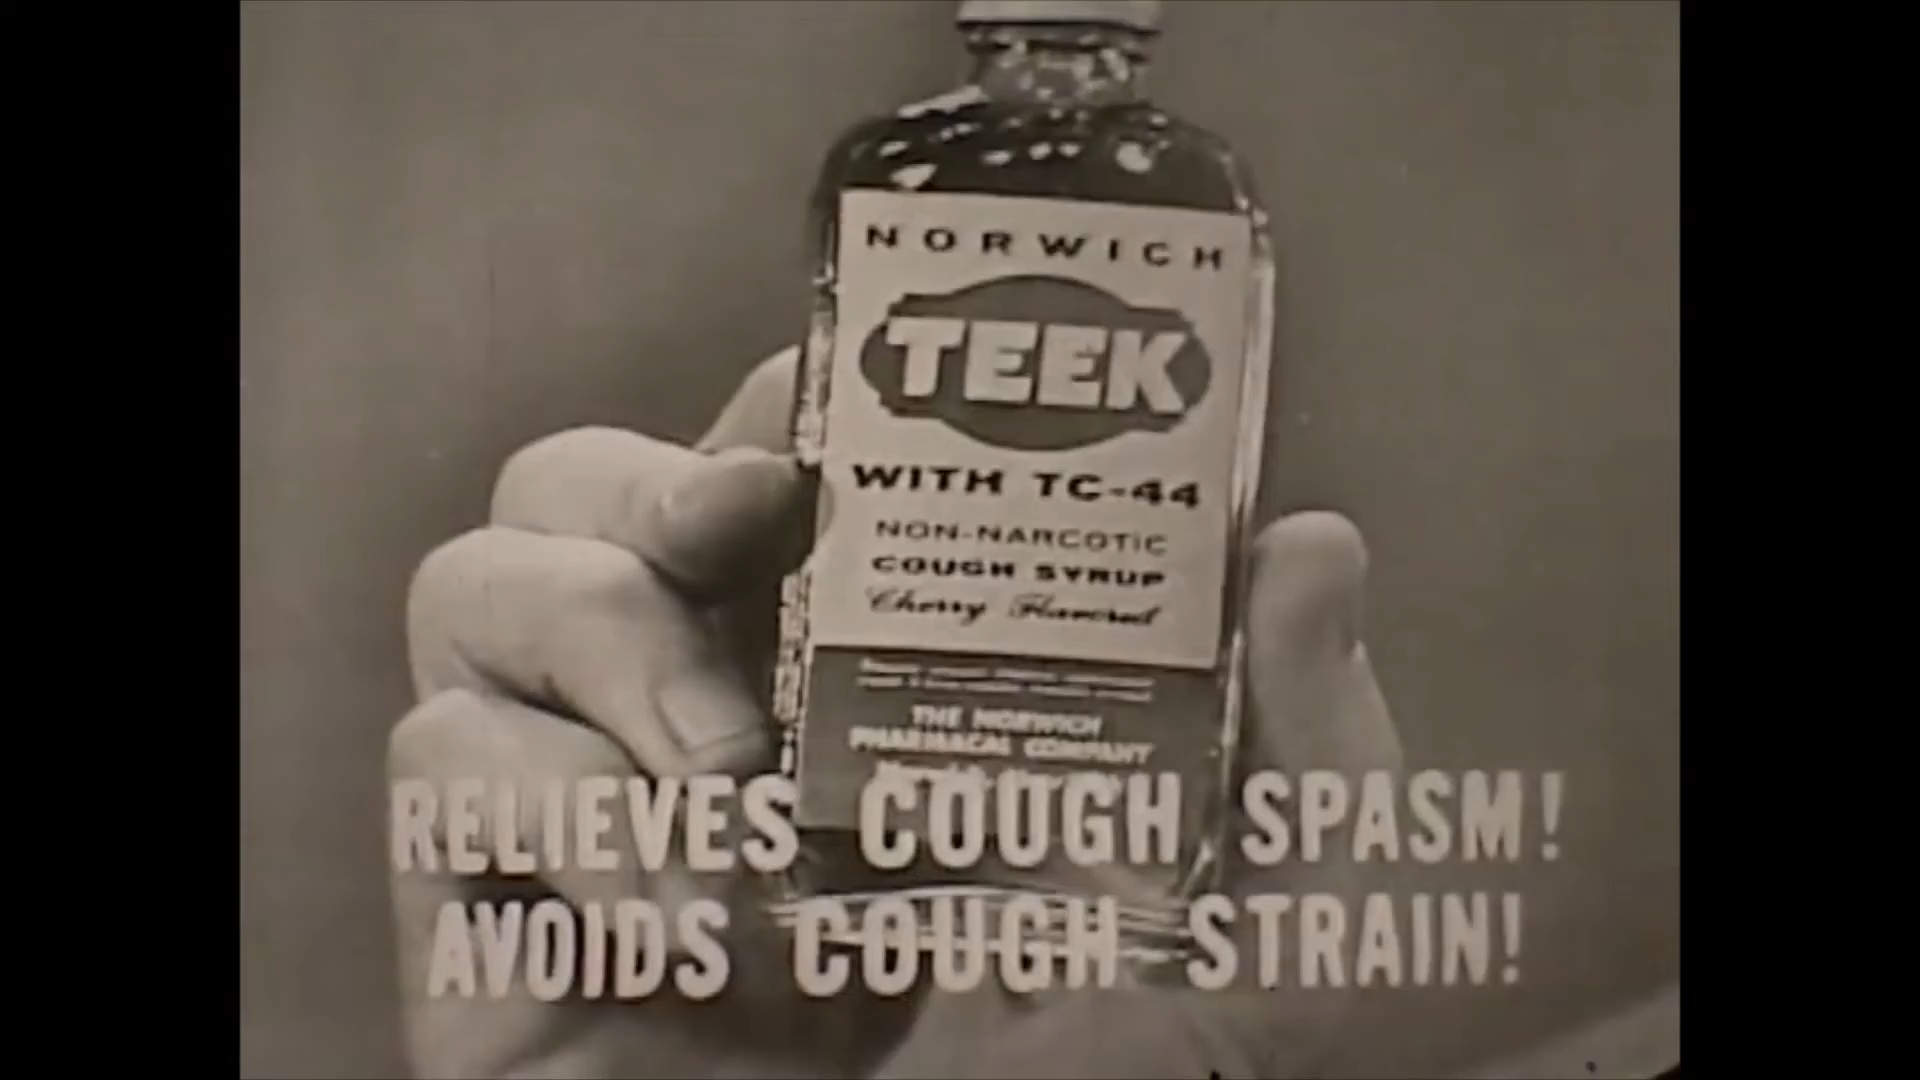 NORWICH
TEEK
WITH TC-44
NON-NARCOTIC
COUGH SYRUP
Cherry Flavored
THE NORWICH
PHARMACAL COMPANY
RELIEVES COUGH SPASM!
AVOIDS COUGH STRAIN!